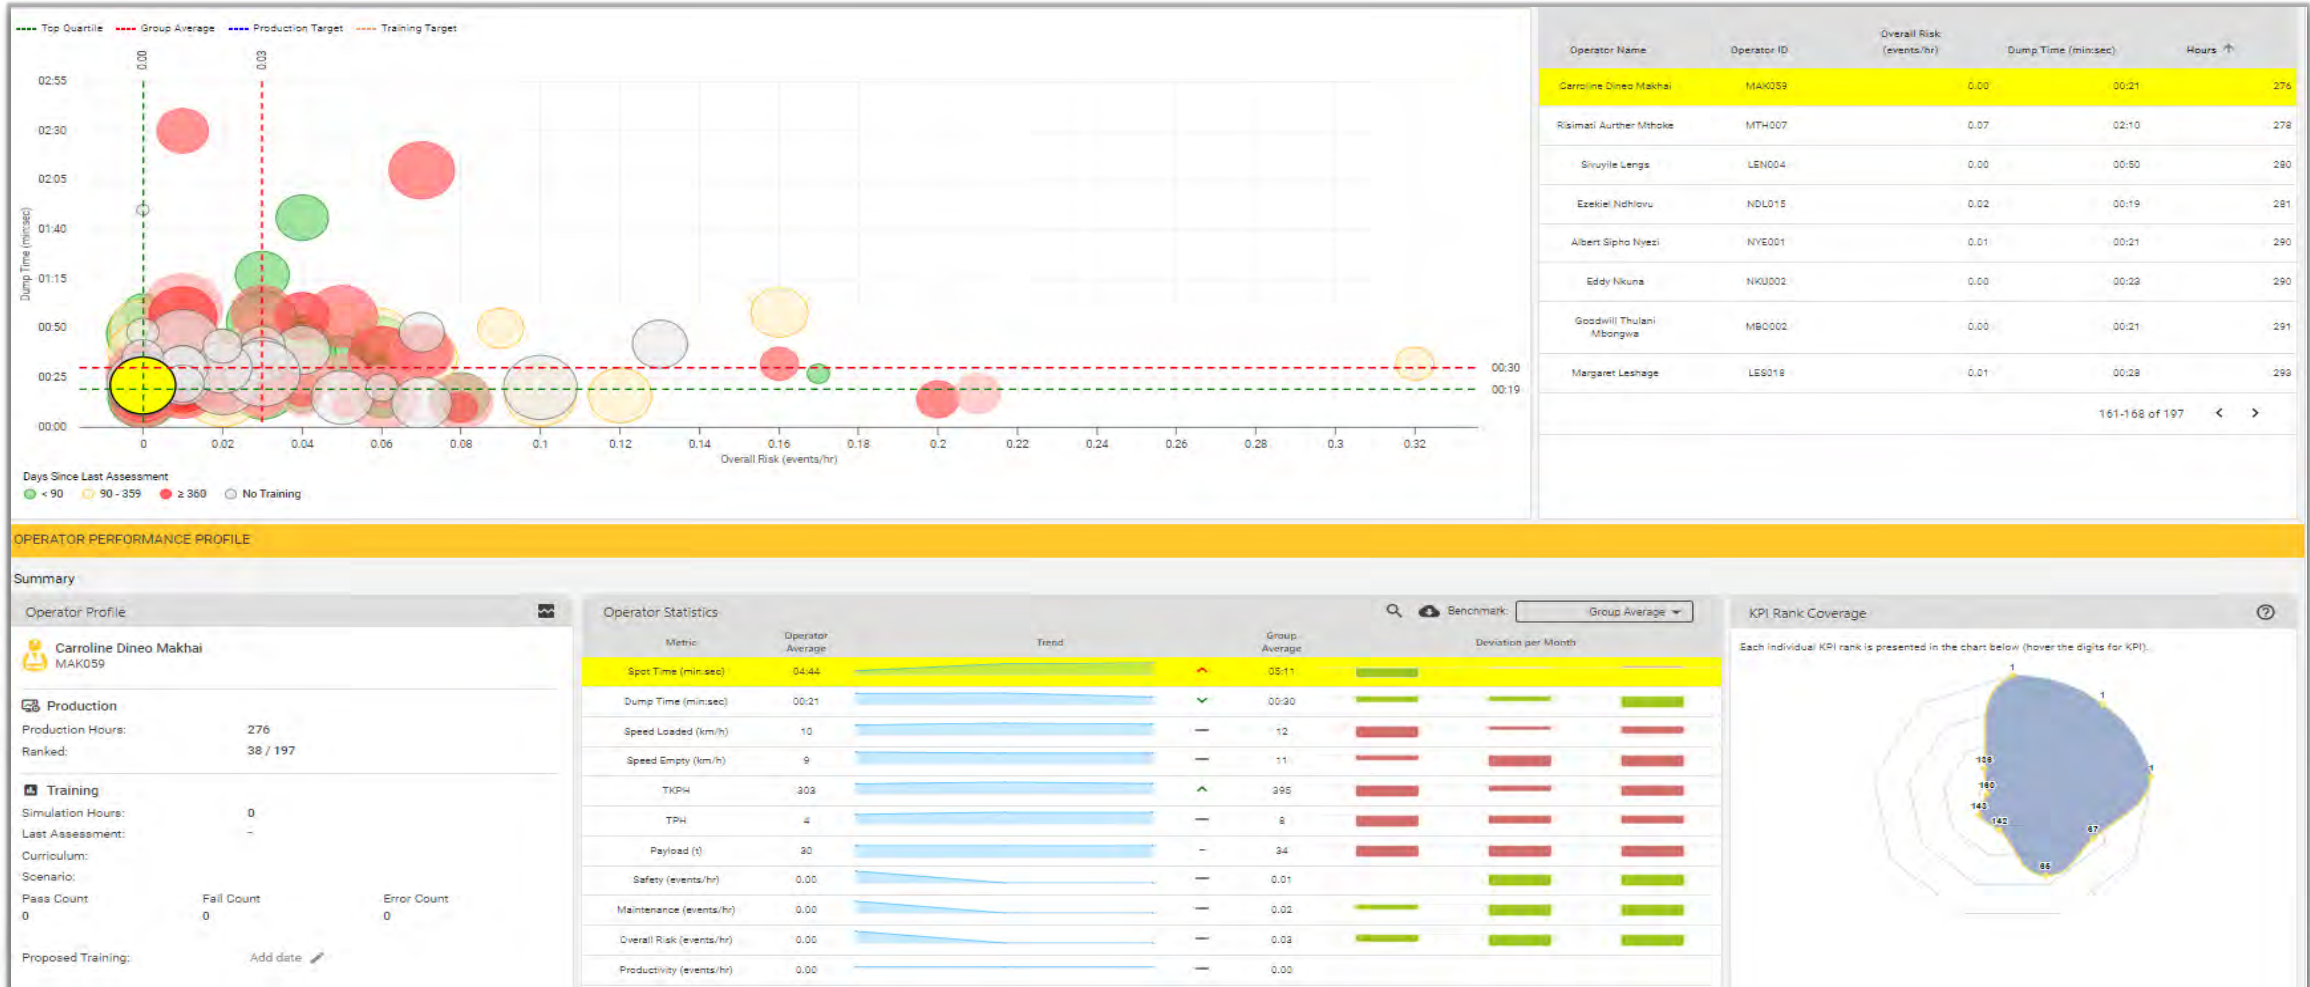 Top Quartile Group Average Production Target Training Target
0.00 0.03
02:55
02:30
02:05
01:40
01:15
00:50
00:25
00:00
Dump Time (min:sec)
00:30
00:19
0 0.02 0.04 0.06 0.08 0.1 0.12 0.14 0.16 0.18 0.2 0.22 0.24 0.26 0.28 0.3 0.32
Overall Risk (events/hr)
Days Since Last Assessment
< 90 90 - 359 ≥ 360 No Training
Operator Name Operator ID Overall Risk (events/hr) Dump Time (min:sec) Hours ↑
Carroline Dineo Makhai MAK059 0.00 00:21 276
Risimati Aurther Mthoke MTH007 0.07 02:10 278
Sivuyile Lengs LEN004 0.00 00:50 280
Ezekiel Ndhlovu NDL015 0.02 00:19 281
Albert Sipho Nyezi NYE001 0.01 00:21 290
Eddy Nkuna NKU002 0.00 00:23 290
Goodwill Thulani Mbongwa MBO002 0.00 00:21 291
Margaret Leshage LES018 0.01 00:28 293
161-168 of 197 < >
OPERATOR PERFORMANCE PROFILE
Summary
Operator Profile
Carroline Dineo Makhai
MAK059
Production
Production Hours: 276
Ranked: 38 / 197
Training
Simulation Hours: 0
Last Assessment: -
Curriculum:
Scenario:
Pass Count Fail Count Error Count
0 0 0
Proposed Training: Add date
Operator Statistics Benchmark: Group Average
Metric Operator Average Trend Group Average Deviation per Month
Spot Time (min:sec) 04:44 05:11
Dump Time (min:sec) 00:21 00:30
Speed Loaded (km/h) 10 12
Speed Empty (km/h) 9 11
TKPH 303 395
TPH 4 8
Payload (t) 30 34
Safety (events/hr) 0.00 0.01
Maintenance (events/hr) 0.00 0.02
Overall Risk (events/hr) 0.00 0.03
Productivity (events/hr) 0.00 0.00
KPI Rank Coverage
Each individual KPI rank is presented in the chart below (hover the digits for KPI).
1
1
1
67
142